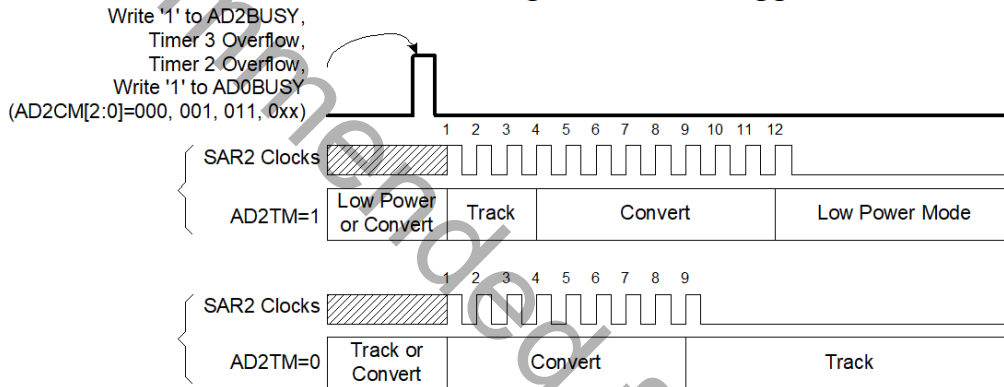 Write '1' to AD2BUSY,
Timer 3 Overflow,
Timer 2 Overflow,
Write '1' to AD0BUSY
(AD2CM[2:0]=000, 001, 011, 0xx)
1 2 3 4 5 6 7 8 9 10 11 12
SAR2 Clocks
AD2TM=1
Low Power
or Convert
Track
Convert
Low Power Mode
1 2 3 4 5 6 7 8 9
SAR2 Clocks
AD2TM=0
Track or
Convert
Convert
Track